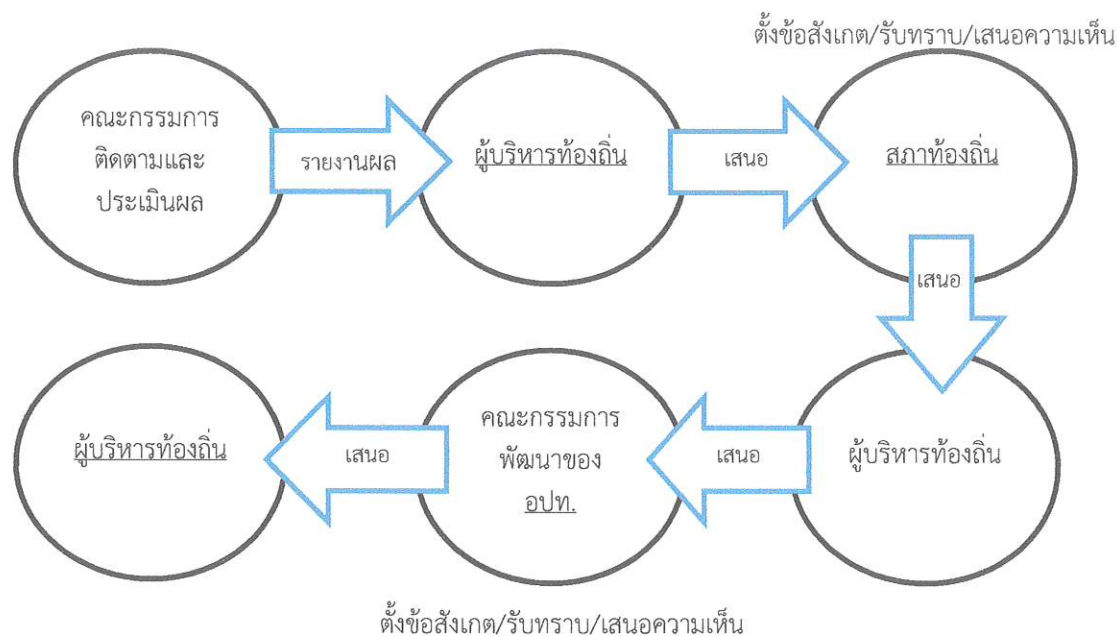 ตั้งข้อสังเกต/รับทราบ/เสนอความเห็น
คณะกรรมการ
ติดตามและ
ประเมินผล
รายงานผล
ผู้บริหารท้องถิ่น
เสนอ
สภาท้องถิ่น
เสนอ
ผู้บริหารท้องถิ่น
เสนอ
คณะกรรมการ
พัฒนาของ
อปท.
เสนอ
ผู้บริหารท้องถิ่น
ตั้งข้อสังเกต/รับทราบ/เสนอความเห็น